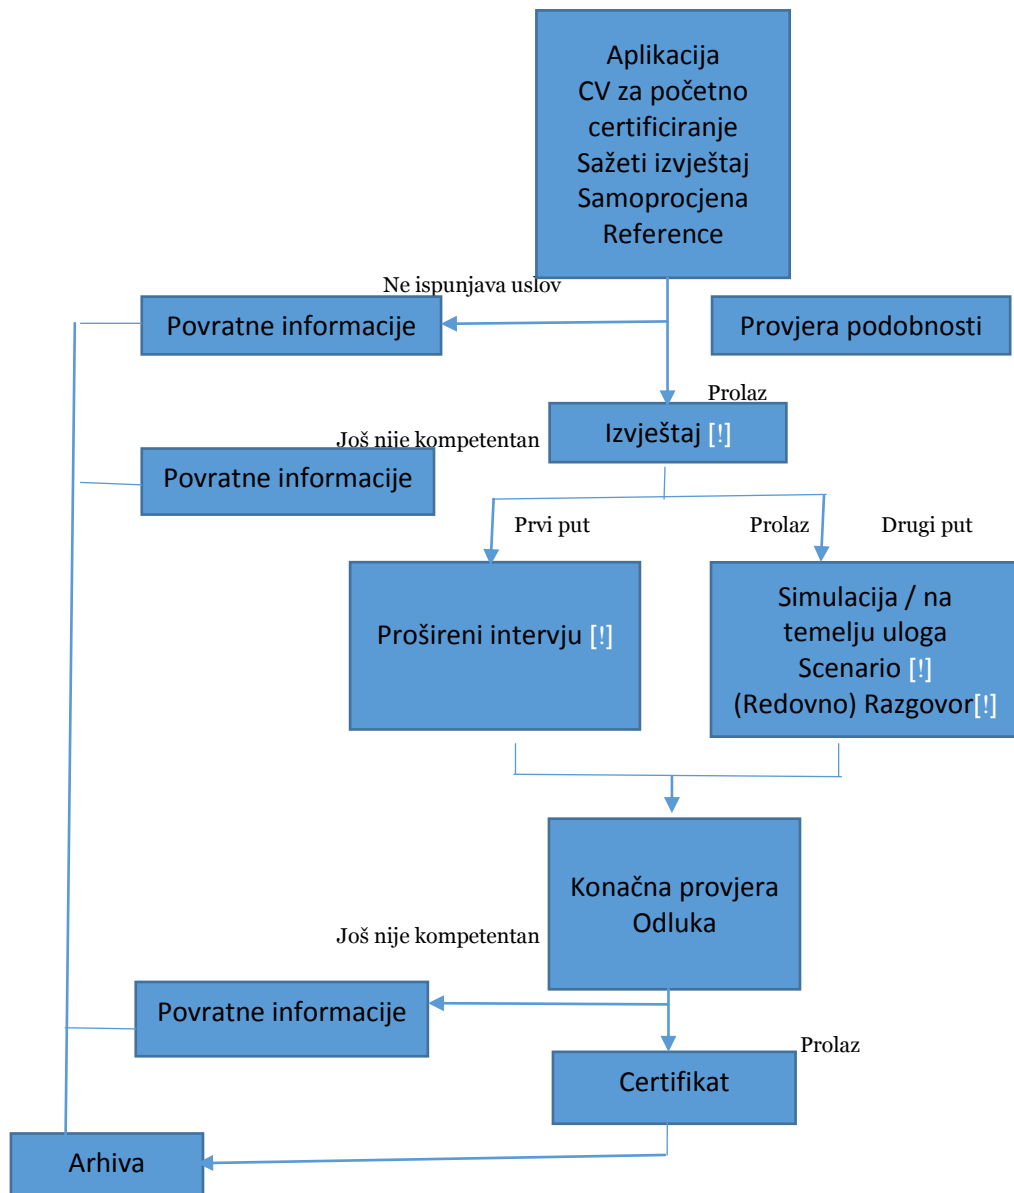 Aplikacija
CV za početno
certificiranje
Sažeti izvještaj
Samoprocjena
Reference
Ne ispunjava uslov
Povratne informacije
Provjera podobnosti
Prolaz
Izvještaj [!]
Još nije kompetentan
Povratne informacije
Prvi put
Prolaz
Drugi put
Prošireni intervju [!]
Simulacija / na
temelju uloga
Scenario [!]
(Redovno) Razgovor[!]
Konačna provjera
Odluka
Još nije kompetentan
Povratne informacije
Prolaz
Certifikat
Arhiva